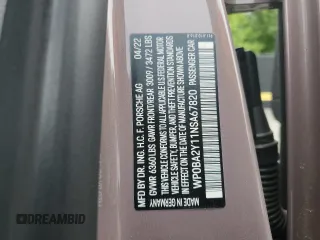 MFD BY DR. ING. H.C. F. PORSCHE AG
04/22
GVWR 6360LBS GAWR FRONT/REAR 3009 / 3472 LBS
THIS VEHICLE CONFORMS TO ALL APPLICABLE U.S. FEDERAL MOTOR
VEHICLE SAFETY, BUMPER, AND THEFT PREVENTION STANDARDS
IN EFFECT ON THE DATE OF MANUFACTURE SHOWN ABOVE.
WP0BA2Y11NSA67820 PASSENGER CAR
MADE IN GERMANY
DREAMBID